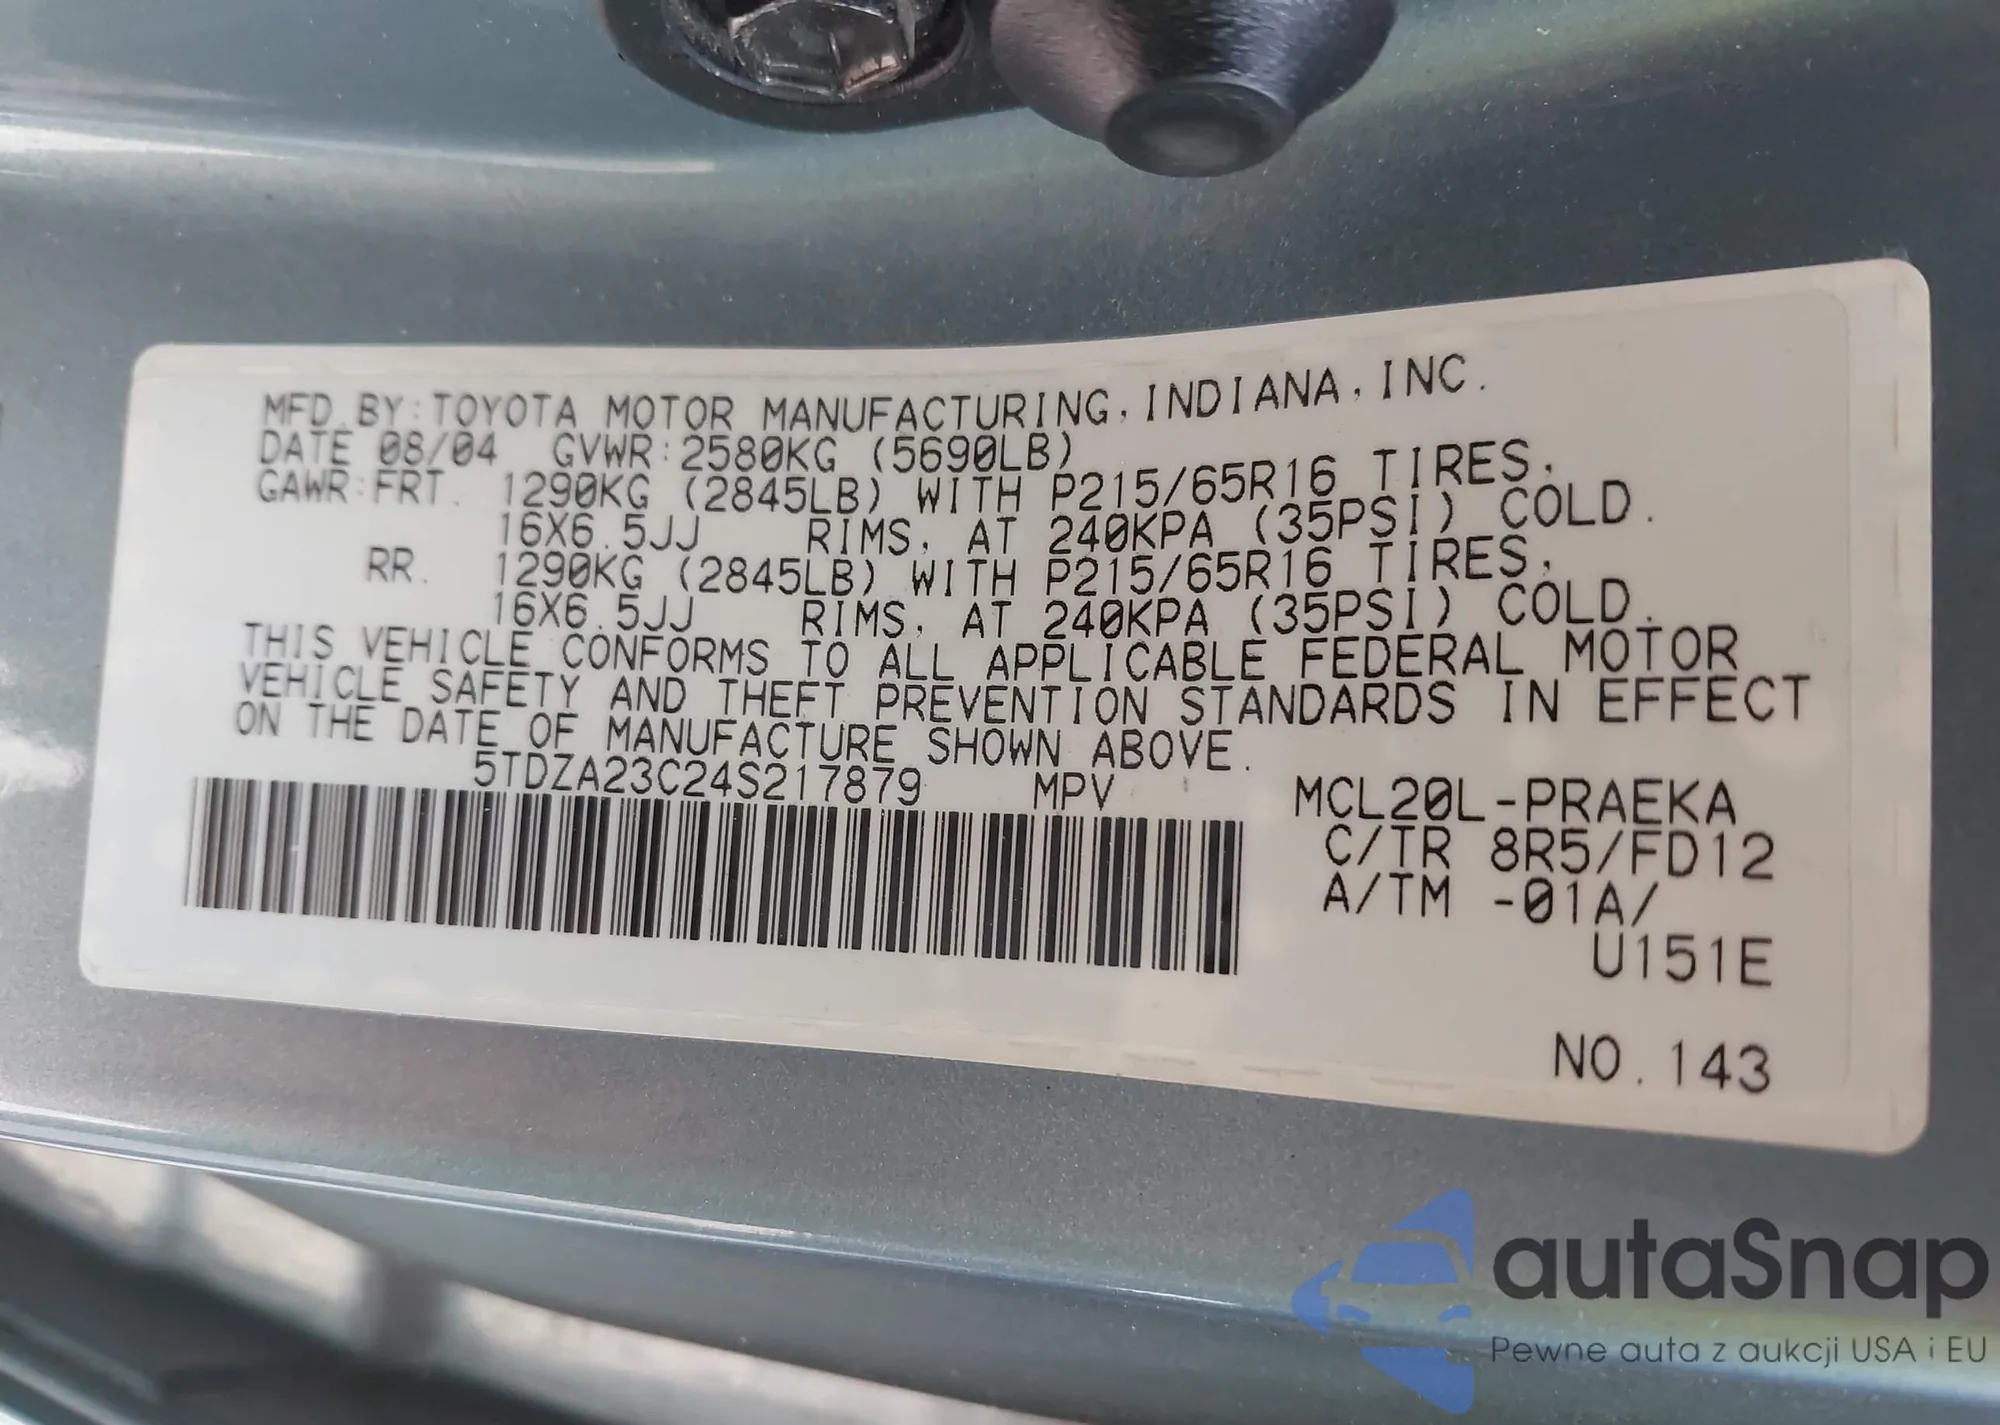 MFD. BY: TOYOTA MOTOR MANUFACTURING, INDIANA, INC.
DATE 08/04 GVWR: 2580KG (5690LB)
GAWR: FRT. 1290KG (2845LB) WITH P215/65R16 TIRES,
16X6.5JJ RIMS, AT 240KPA (35PSI) COLD.
RR. 1290KG (2845LB) WITH P215/65R16 TIRES,
16X6.5JJ RIMS, AT 240KPA (35PSI) COLD.
THIS VEHICLE CONFORMS TO ALL APPLICABLE FEDERAL MOTOR
VEHICLE SAFETY AND THEFT PREVENTION STANDARDS IN EFFECT
ON THE DATE OF MANUFACTURE SHOWN ABOVE.
5TDZA23C24S217879 MPV MCL20L-PRAEKA
C/TR 8R5/FD12
A/TM -01A/
U151E
NO. 143
autaSnap
Pewne auta z aukcji USA i EU